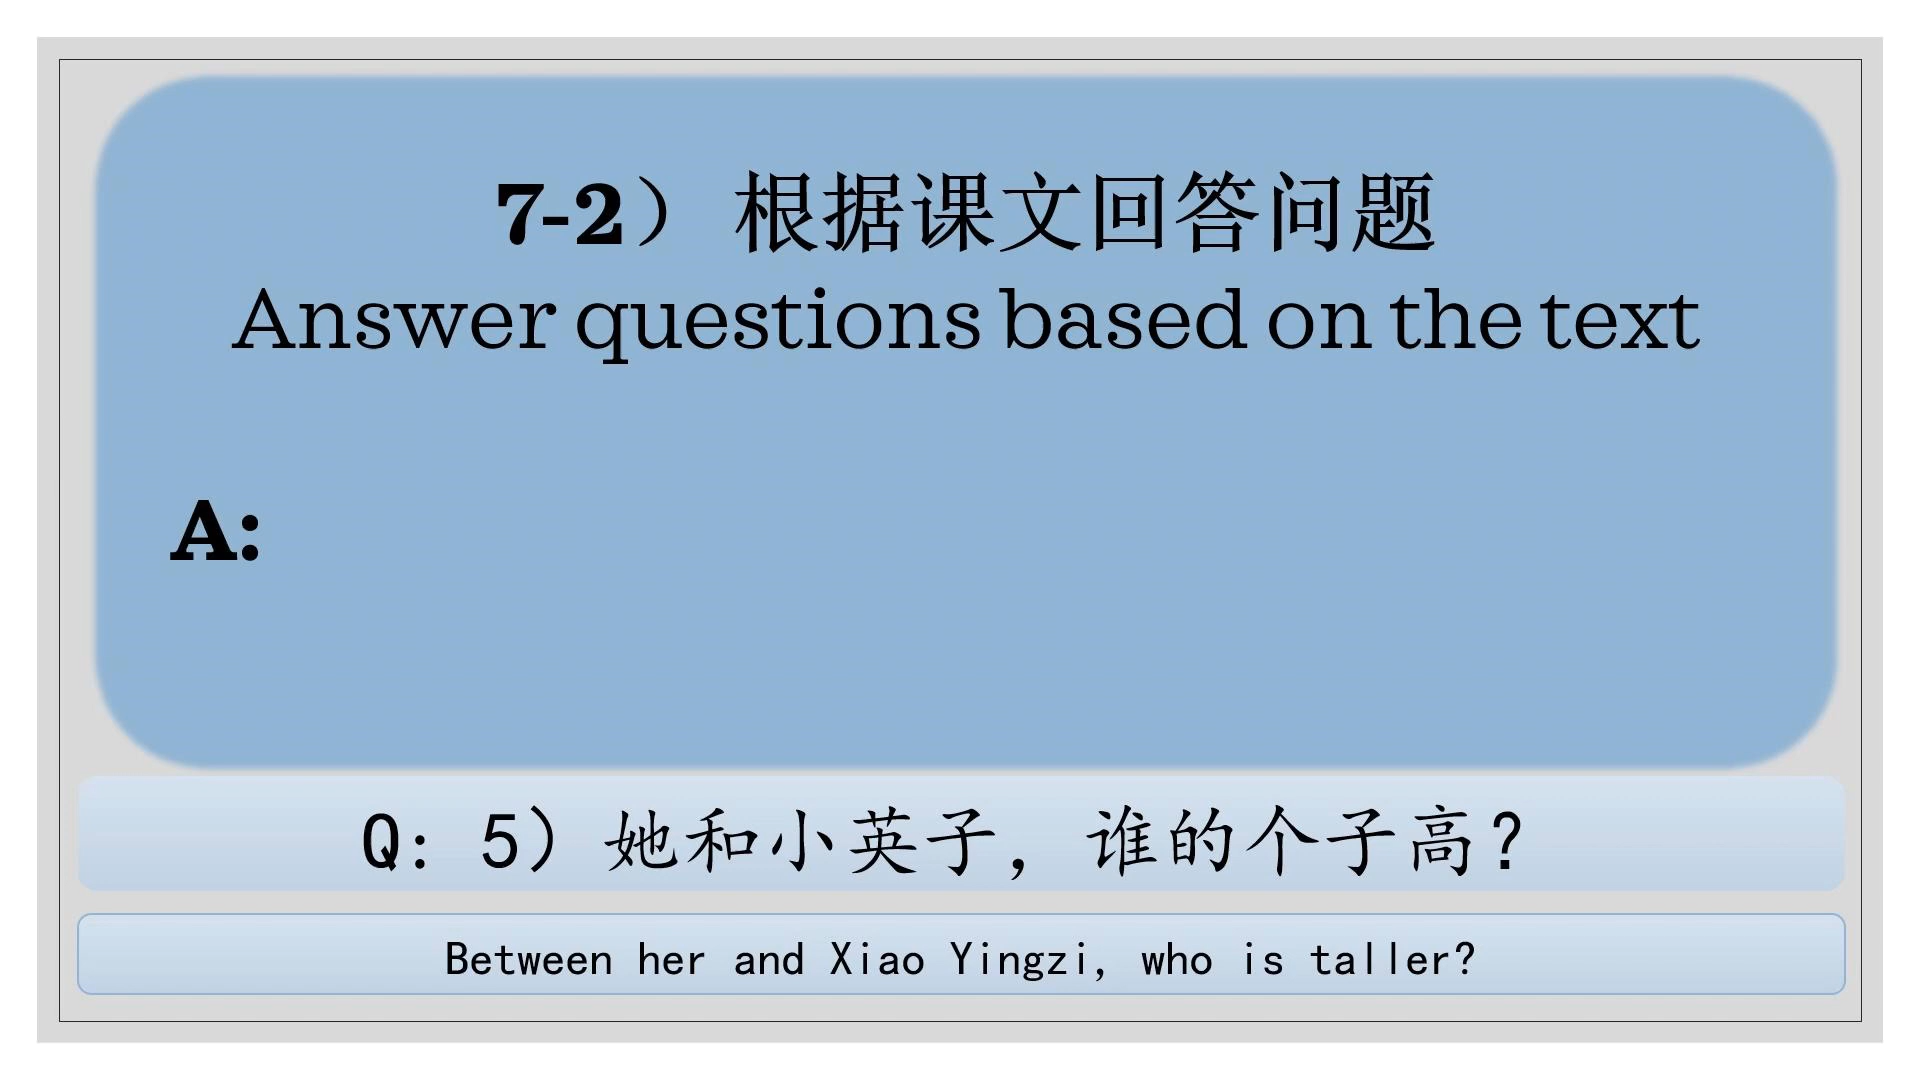 7-2） 根据课文回答问题
Answer questions based on the text
A:
Q: 5）她和小英子，谁的个子高？
Between her and Xiao Yingzi, who is taller?